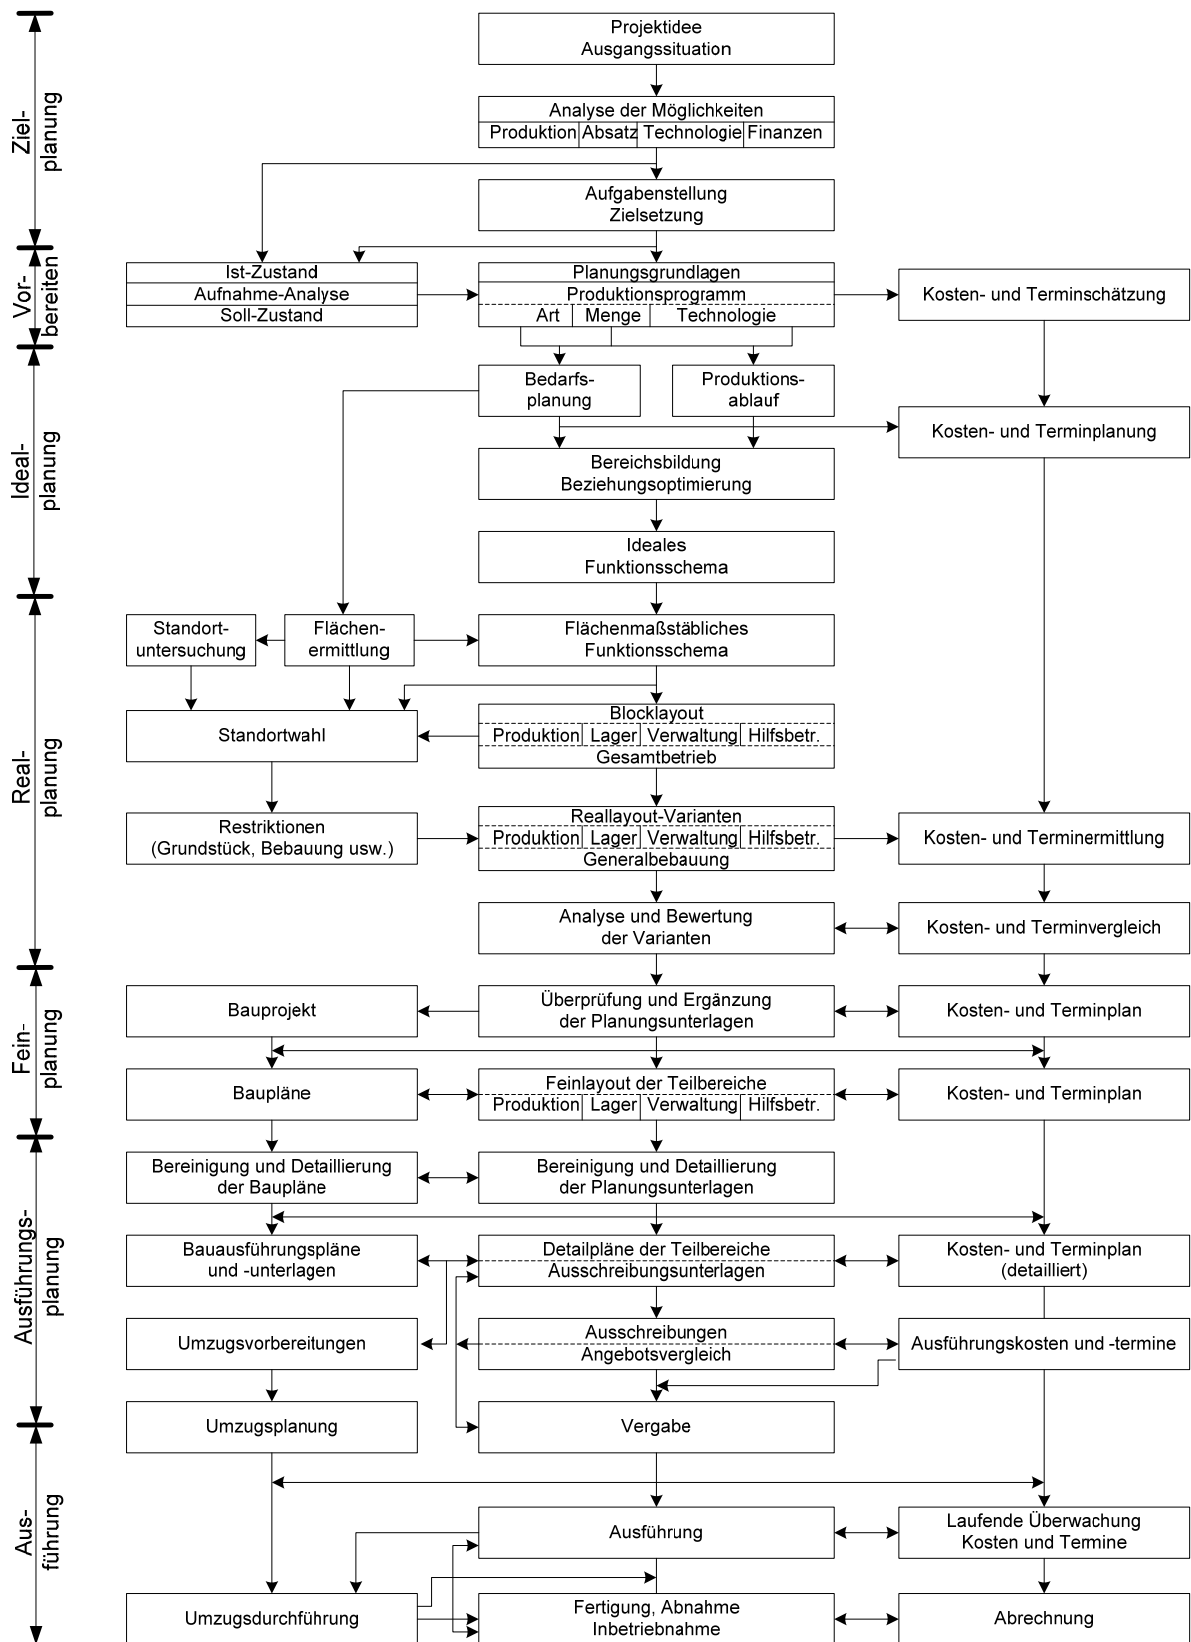 Projektidee
Ausgangssituation
Ziel-
planung
Analyse der Möglichkeiten
Produktion Absatz Technologie Finanzen
Aufgabenstellung
Zielsetzung
Vor-
bereiten
Ist-Zustand
Aufnahme-Analyse
Soll-Zustand
Planungsgrundlagen
Produktionsprogramm
Art Menge Technologie
Kosten- und Terminschätzung
Ideal-
planung
Bedarfs-
planung
Produktions-
ablauf
Kosten- und Terminplanung
Bereichsbildung
Beziehungsoptimierung
Ideales
Funktionsschema
Real-
planung
Standort-
untersuchung
Flächen-
ermittlung
Flächenmaßstäbliches
Funktionsschema
Standortwahl
Blocklayout
Produktion Lager Verwaltung Hilfsbetr.
Gesamtbetrieb
Restriktionen
(Grundstück, Bebauung usw.)
Reallayout-Varianten
Produktion Lager Verwaltung Hilfsbetr.
Generalbebauung
Kosten- und Terminermittlung
Analyse und Bewertung
der Varianten
Kosten- und Terminvergleich
Fein-
planung
Bauprojekt
Überprüfung und Ergänzung
der Planungsunterlagen
Kosten- und Terminplan
Baupläne
Feinlayout der Teilbereiche
Produktion Lager Verwaltung Hilfsbetr.
Kosten- und Terminplan
Ausführungs-
planung
Bereinigung und Detaillierung
der Baupläne
Bereinigung und Detaillierung
der Planungsunterlagen
Bauausführungspläne
und -unterlagen
Detailpläne der Teilbereiche
Ausschreibungsunterlagen
Kosten- und Terminplan
(detailliert)
Umzugsvorbereitungen
Ausschreibungen
Angebotsvergleich
Ausführungskosten und -termine
Umzugsplanung
Vergabe
Aus-
führung
Ausführung
Laufende Überwachung
Kosten und Termine
Umzugsdurchführung
Fertigung, Abnahme
Inbetriebnahme
Abrechnung